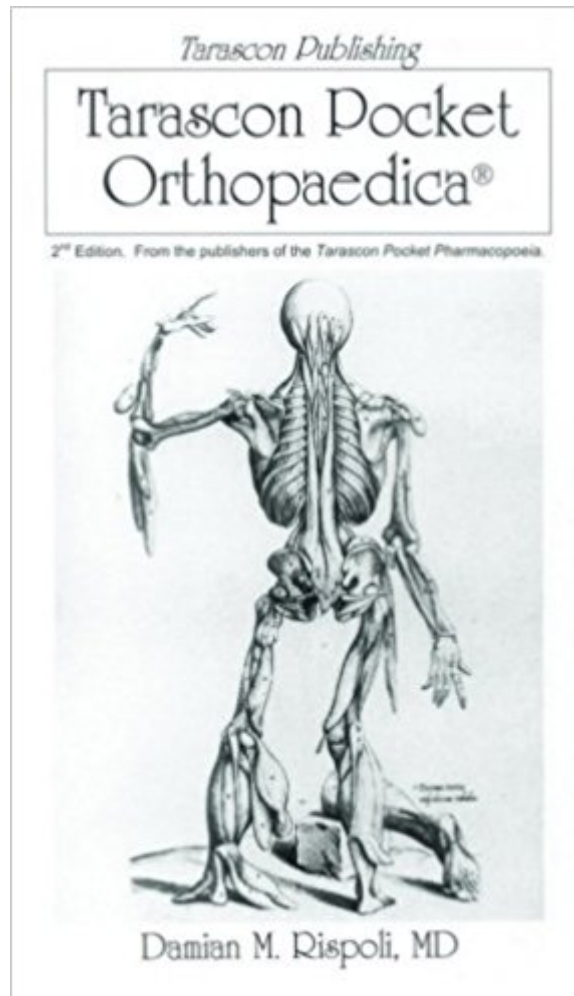 Tarascon Publishing
Tarascon Pocket
Orthopaedica®
2nd Edition. From the publishers of the Tarascon Pocket Pharmacopoeia.
Damian M. Rispoli, MD